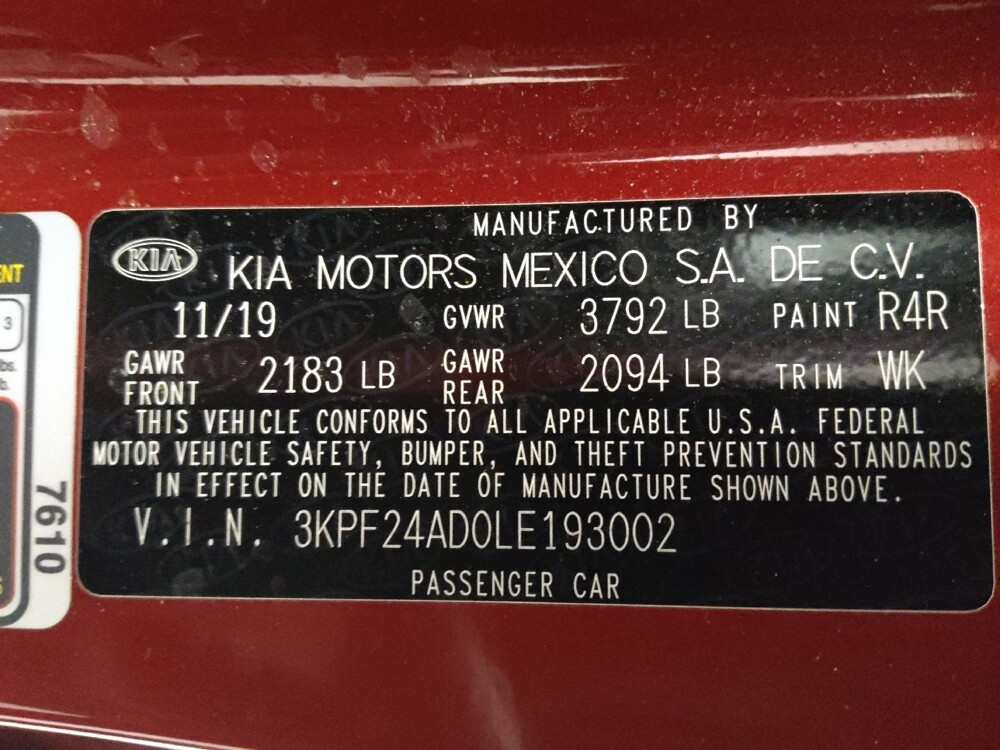 MANUFACTURED BY
KIA KIA MOTORS MEXICO S.A. DE C.V.
11/19 GVWR 3792 LB PAINT R4R
GAWR FRONT 2183 LB GAWR REAR 2094 LB TRIM WK
THIS VEHICLE CONFORMS TO ALL APPLICABLE U.S.A. FEDERAL
MOTOR VEHICLE SAFETY, BUMPER, AND THEFT PREVENTION STANDARDS
IN EFFECT ON THE DATE OF MANUFACTURE SHOWN ABOVE.
V.I.N. 3KPF24AD0LE193002
PASSENGER CAR
3
7610